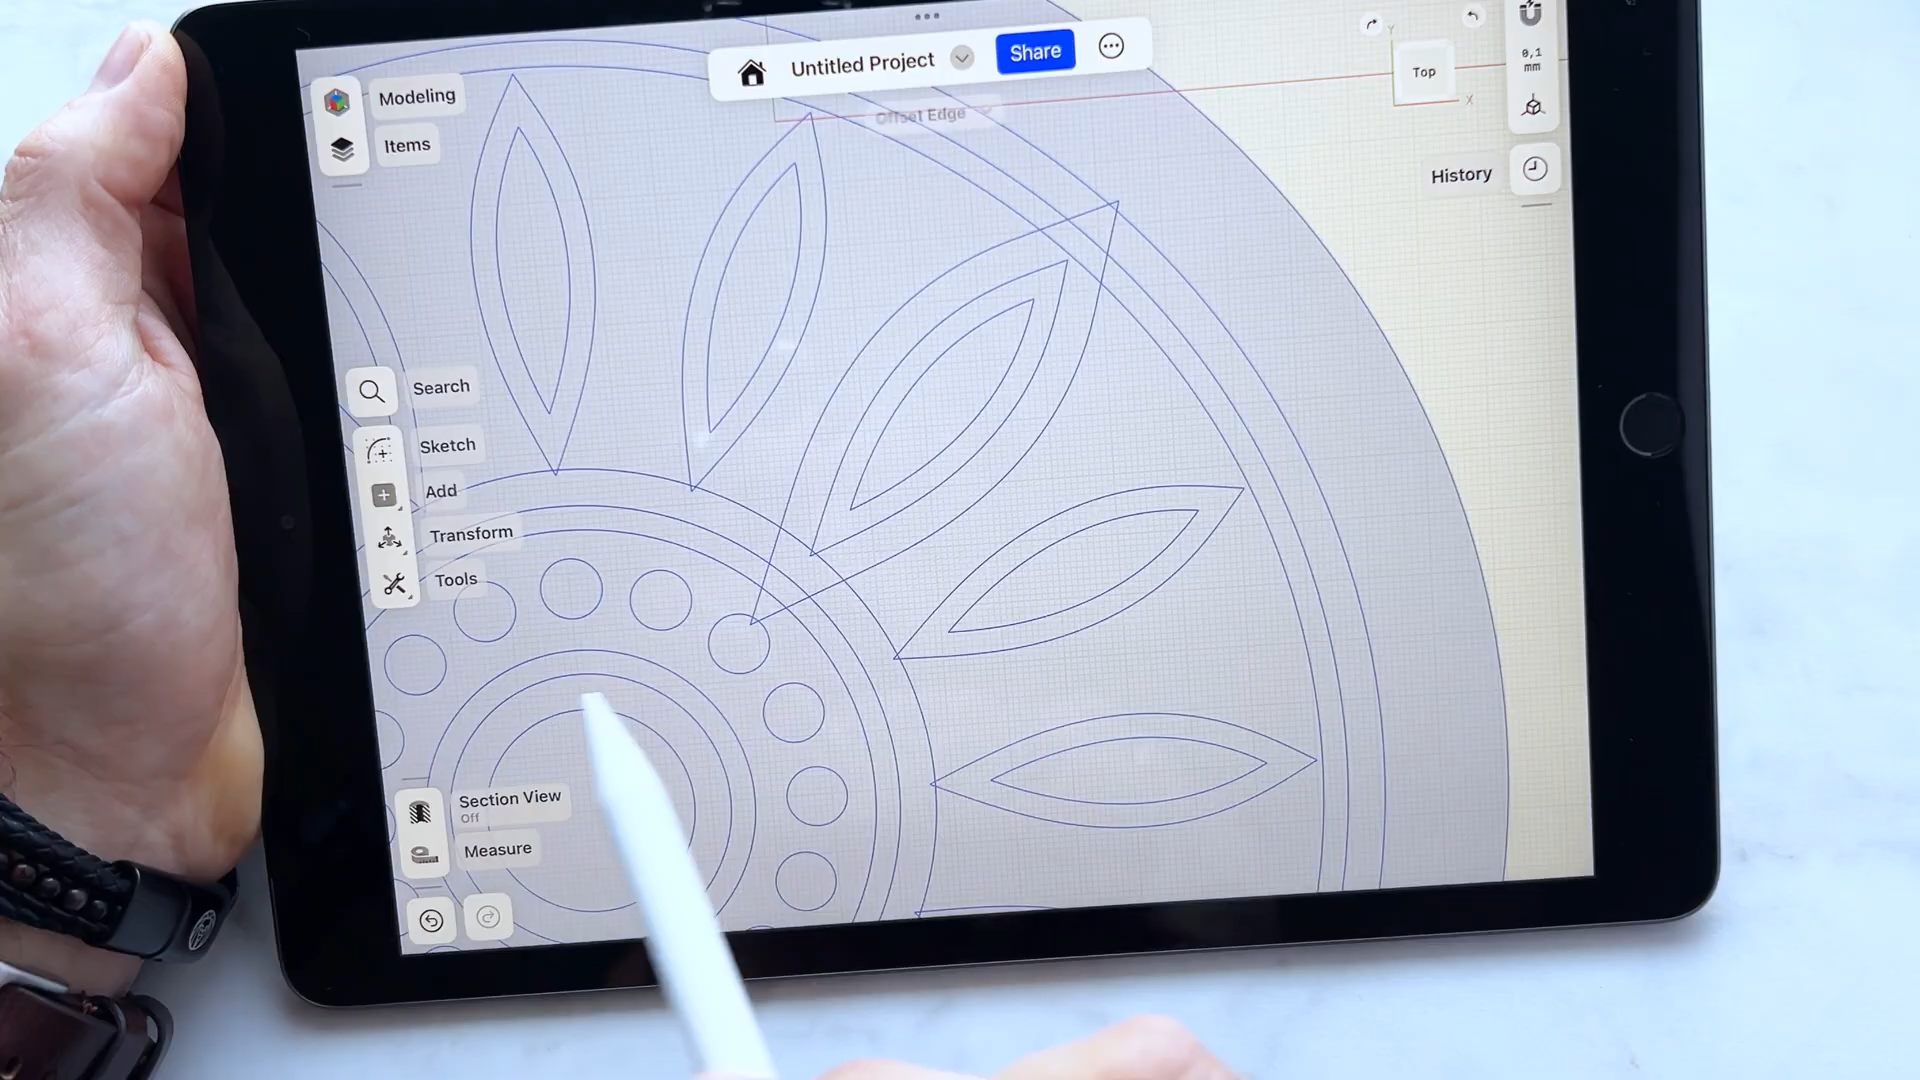 Untitled Project
Share
Offset Edge
Modeling
Items
Top
Y
X
0,1
mm
History
Search
Sketch
Add
Transform
Tools
Section View
Off
Measure